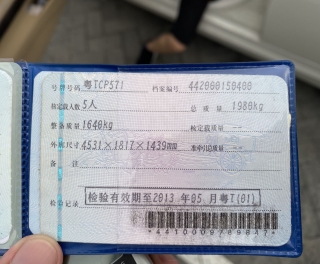 号牌号码 粤TCP571 档案编号 442000150400
核定载人数 5人 总质量 1980kg
整备质量 1640kg 核定载质量 --
外廓尺寸 4531×1817×1439mm 准牵引总质量 --
备注
检验记录 检验有效期至2013年05月粤T(01)